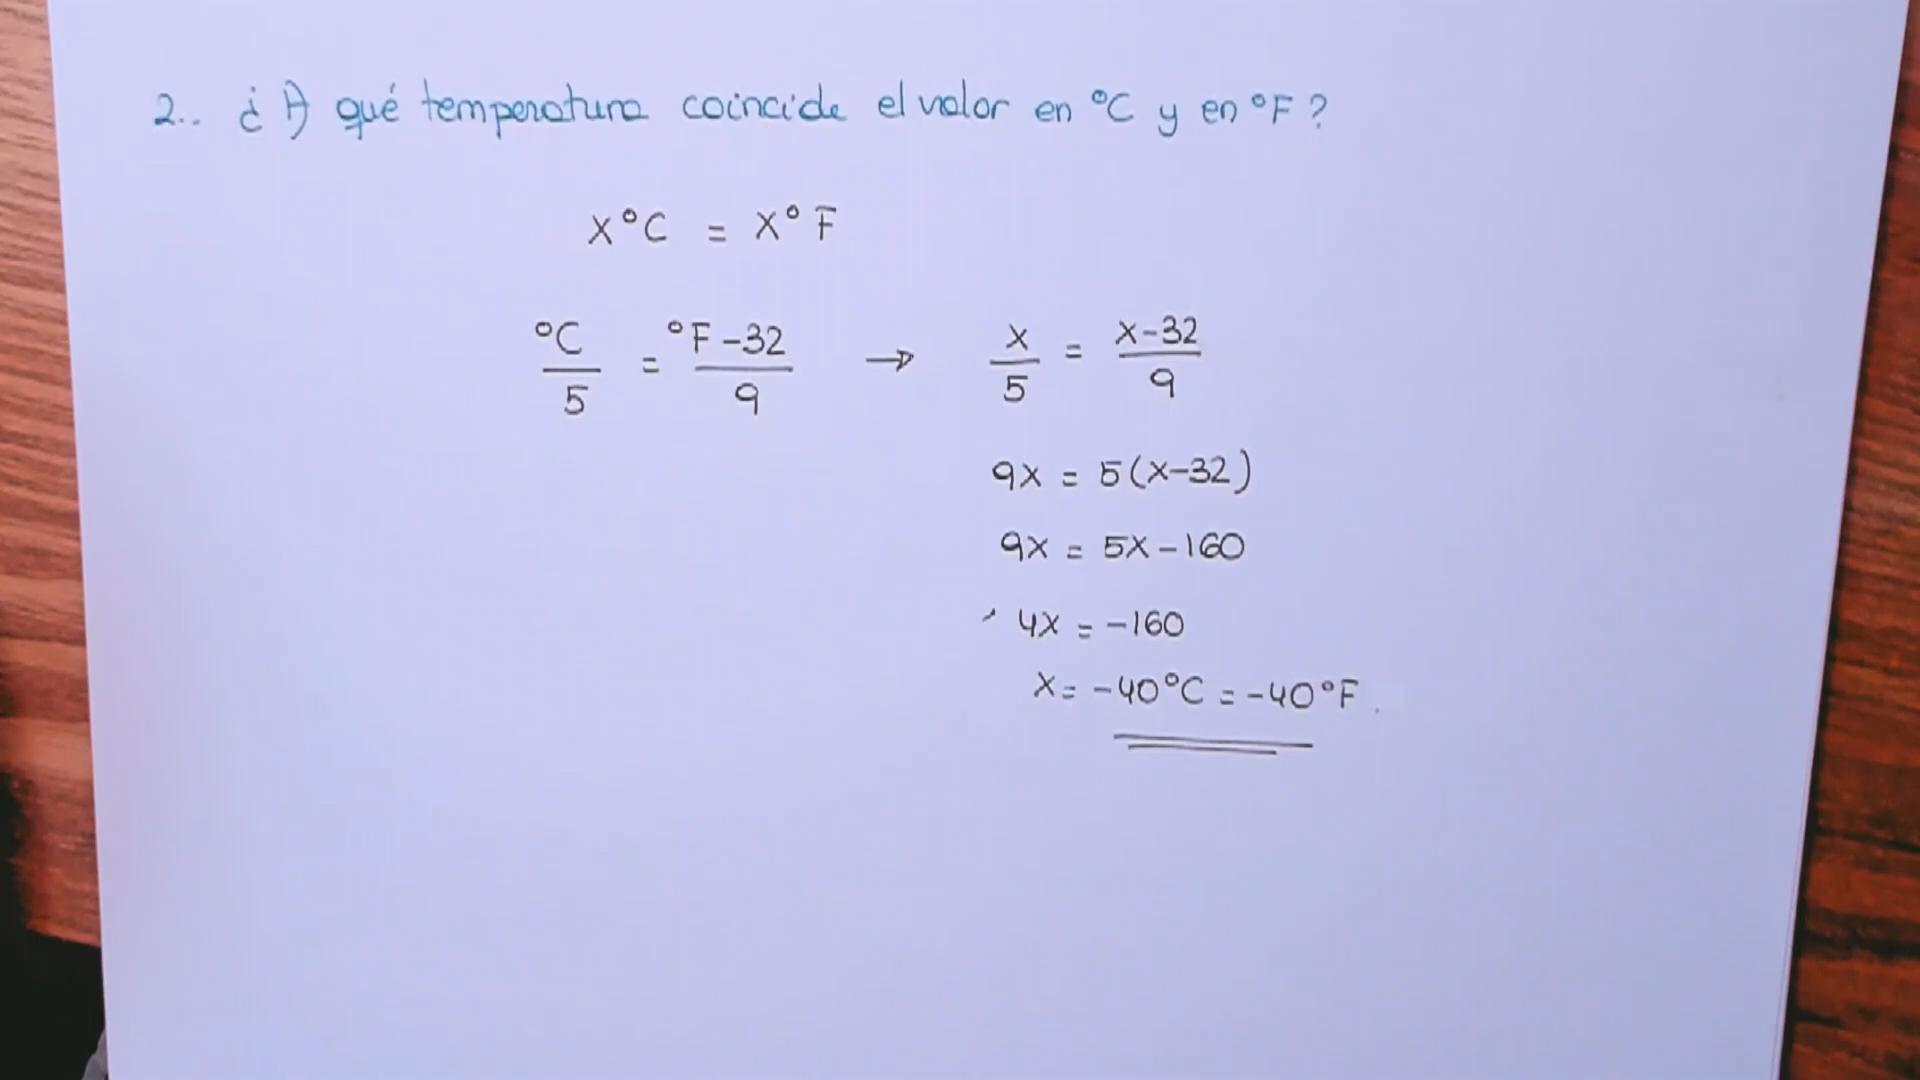 2.. ¿A qué temperatura coincide el valor en °C y en °F?
X°C = X°F
°C/5 = °F-32/9 → X/5 = X-32/9
9X = 5(X-32)
9X = 5X-160
4X = -160
X = -40°C = -40°F.